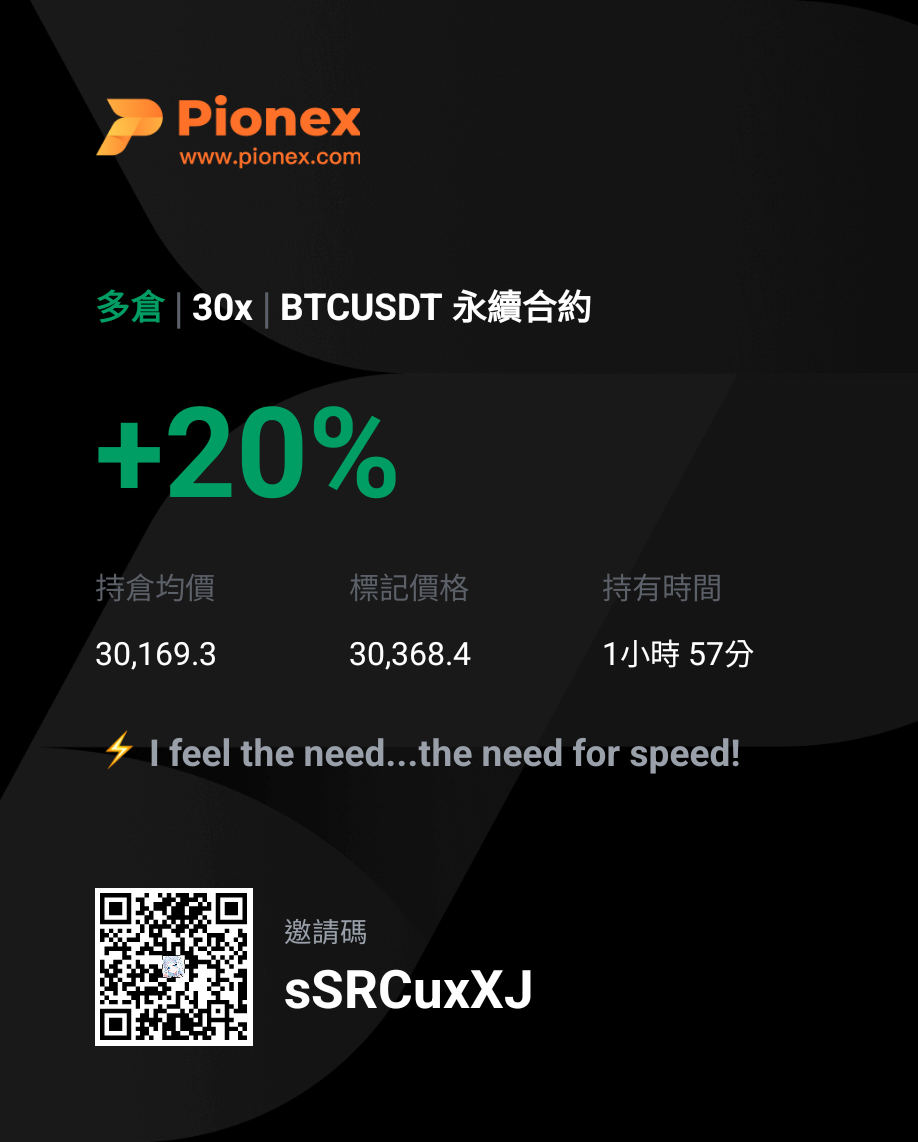 Pionex
www.pionex.com
多倉 | 30x | BTCUSDT 永續合約
+20%
持倉均價 標記價格 持有時間
30,169.3 30,368.4 1小時 57分
⚡ I feel the need...the need for speed!
邀請碼
sSRCuxXJ